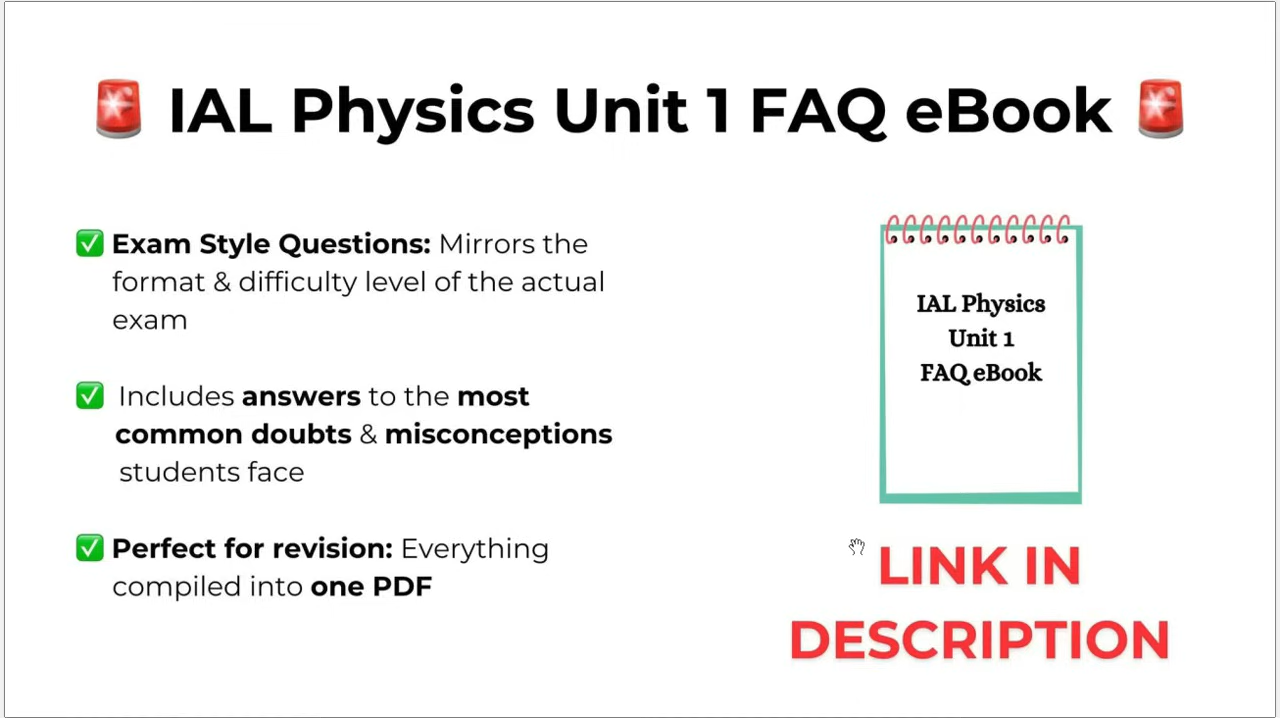 🚨 IAL Physics Unit 1 FAQ eBook 🚨
✅ Exam Style Questions: Mirrors the
format & difficulty level of the actual
exam
✅ Includes answers to the most
common doubts & misconceptions
students face
✅ Perfect for revision: Everything
compiled into one PDF
IAL Physics
Unit 1
FAQ eBook
LINK IN
DESCRIPTION